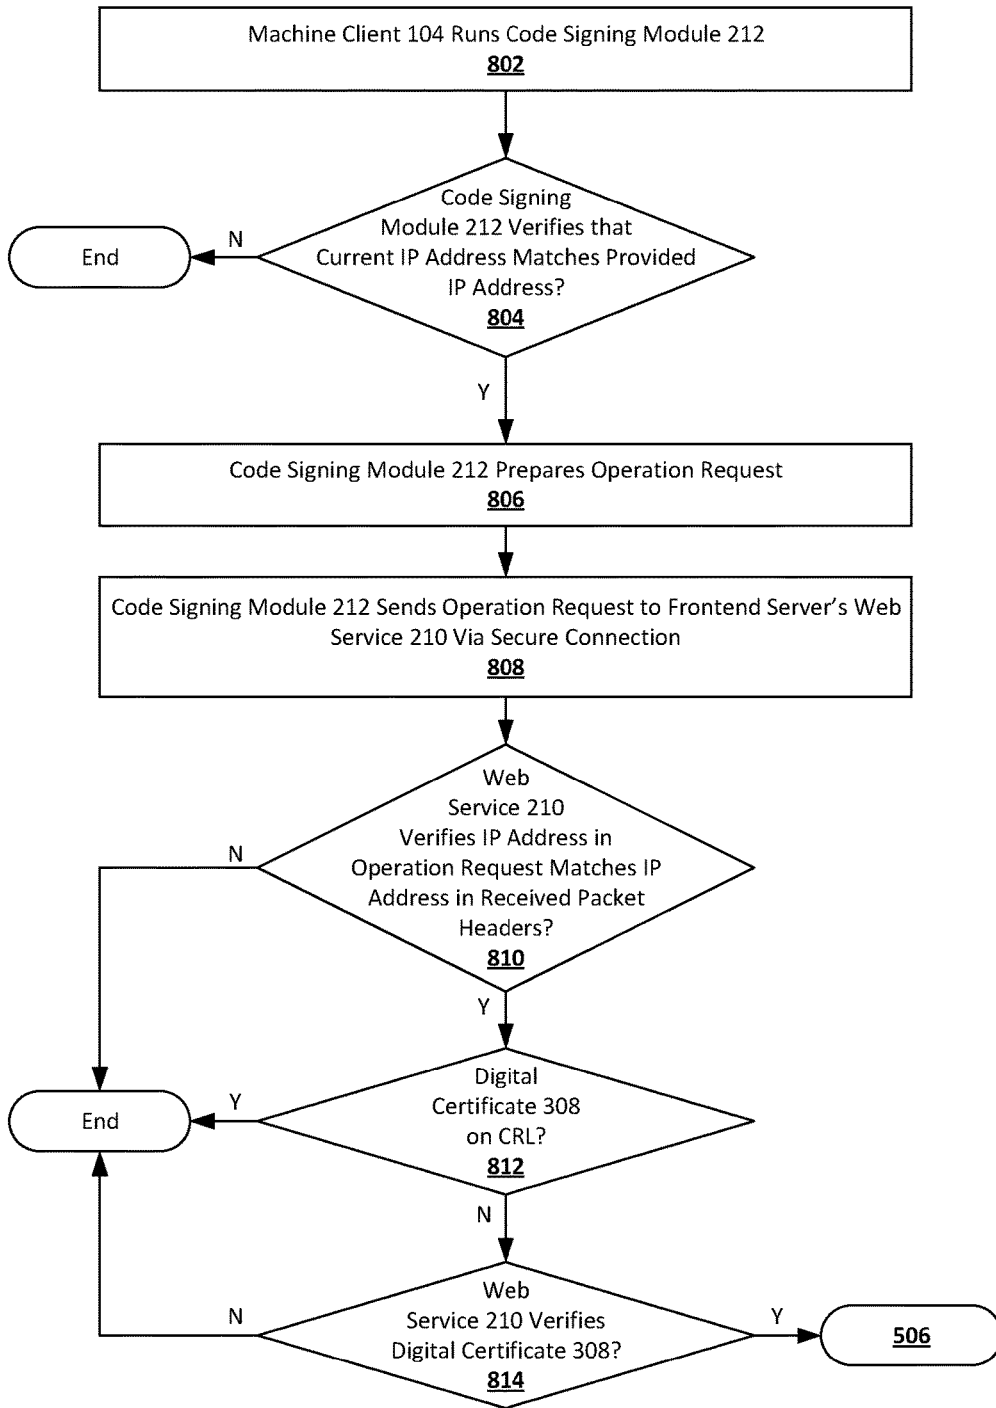 Machine Client 104 Runs Code Signing Module 212
802
Code Signing
Module 212 Verifies that
Current IP Address Matches Provided
IP Address?
804
N
End
Y
Code Signing Module 212 Prepares Operation Request
806
Code Signing Module 212 Sends Operation Request to Frontend Server’s Web
Service 210 Via Secure Connection
808
Web
Service 210
Verifies IP Address in
Operation Request Matches IP
Address in Received Packet
Headers?
810
N
Y
Digital
Certificate 308
on CRL?
812
Y
End
N
Web
Service 210 Verifies
Digital Certificate 308?
814
N
Y
506